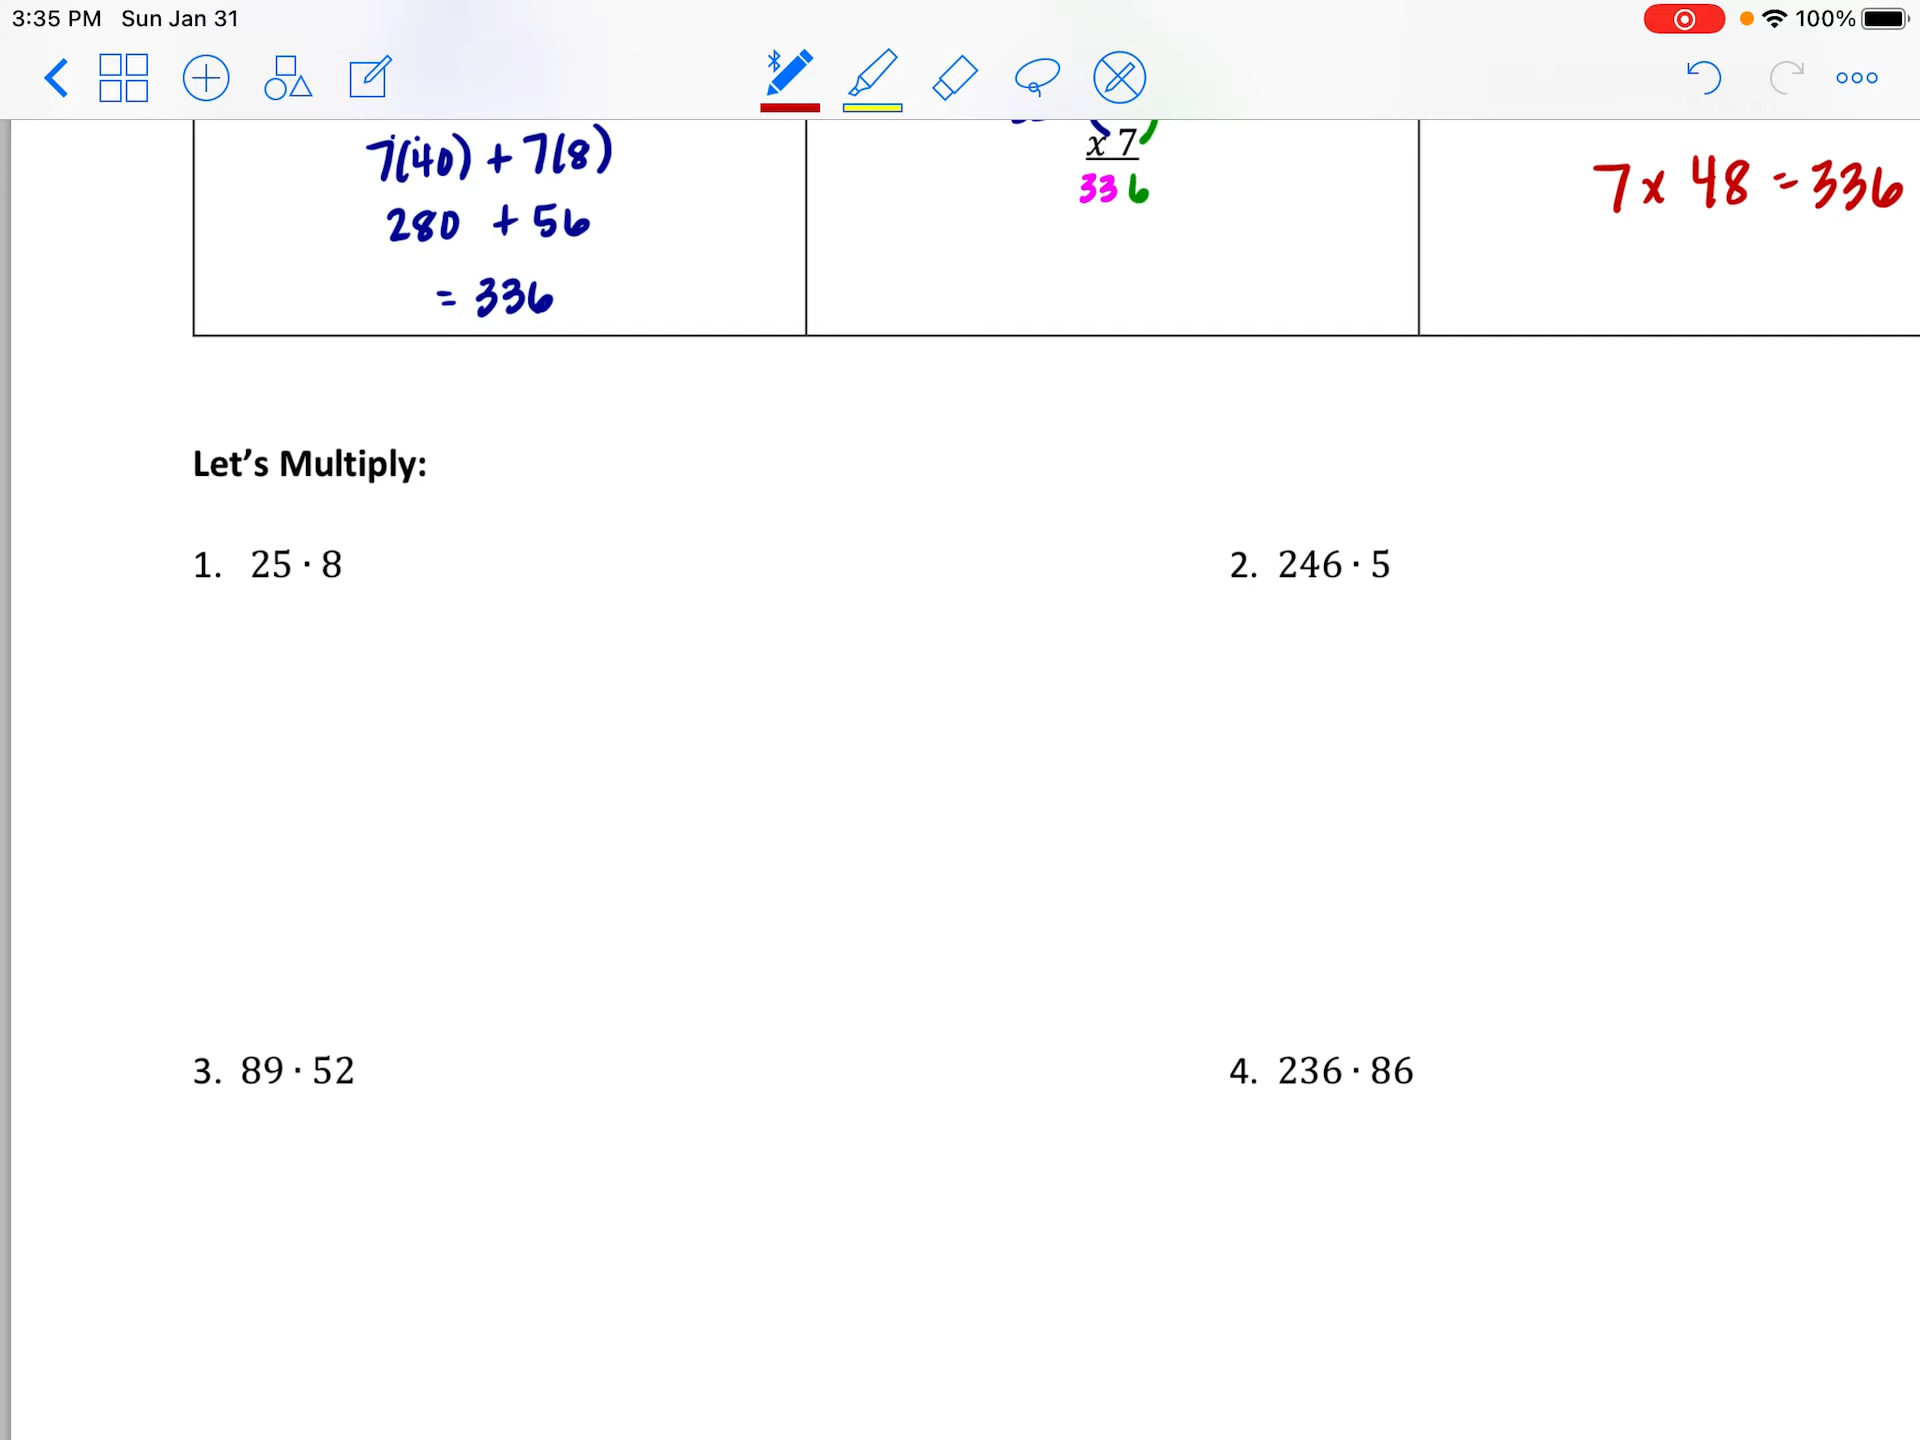 3:35 PM Sun Jan 31
100%
7(40) + 7(8)
280 + 56
= 336
x 7
336
7 x 48 = 336
Let’s Multiply:
1. 25 · 8
2. 246 · 5
3. 89 · 52
4. 236 · 86